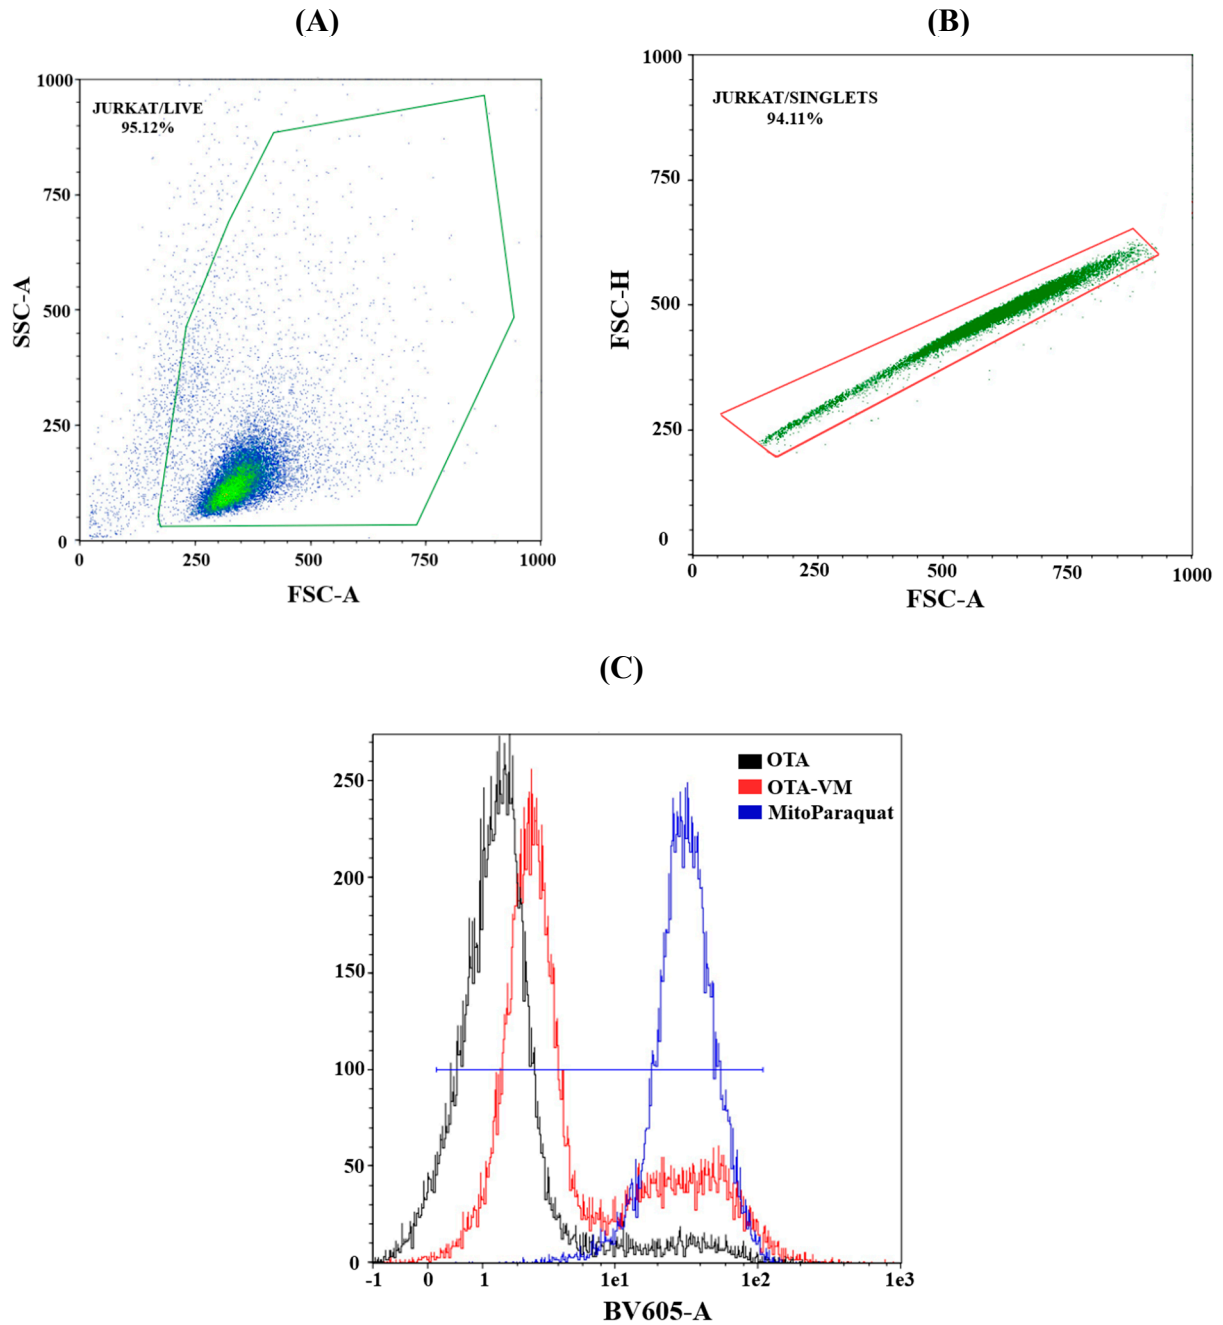 (A)
1000
JURKAT/LIVE
95.12%
750
SSC-A
500
250
0
0 250 500 750 1000
FSC-A
(B)
1000
JURKAT/SINGLETS
94.11%
750
FSC-H
500
250
0
0 250 500 750 1000
FSC-A
(C)
OTA
OTA-VM
MitoParaquat
250
200
150
100
50
0
-1 0 1 1e1 1e2 1e3
BV605-A